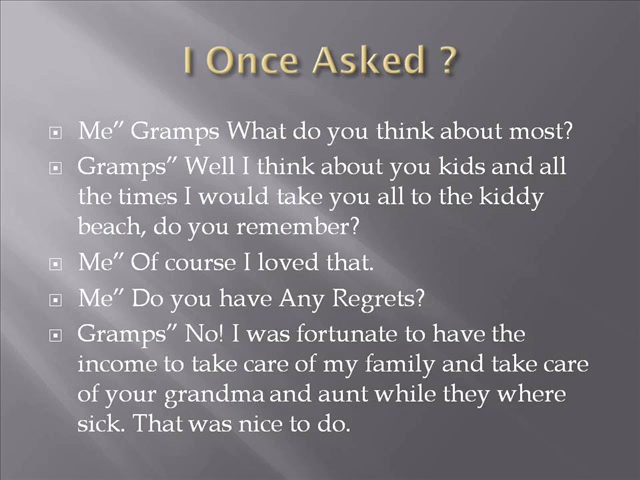 I Once Asked ?
Me” Gramps What do you think about most?
Gramps” Well I think about you kids and all
the times I would take you all to the kiddy
beach, do you remember?
Me” Of course I loved that.
Me” Do you have Any Regrets?
Gramps” No! I was fortunate to have the
income to take care of my family and take care
of your grandma and aunt while they where
sick. That was nice to do.